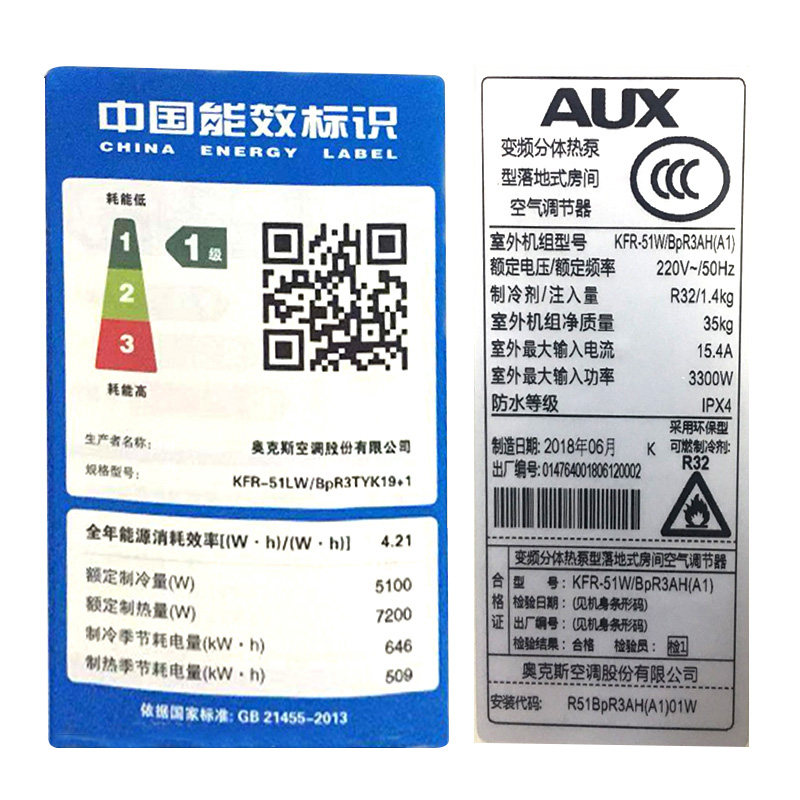 中国能效标识
CHINA ENERGY LABEL
耗能低
1
2
3
耗能高
1级
生产者名称:
奥克斯空调股份有限公司
规格型号:
KFR-51LW/BpR3TYK19+1
全年能源消耗效率[(W·h)/(W·h)] 4.21
额定制冷量(W) 5100
额定制热量(W) 7200
制冷季节耗电量(kW·h) 646
制热季节耗电量(kW·h) 509
依据国家标准: GB 21455-2013
AUX
变频分体热泵
型落地式房间
空气调节器
CCC
室外机组型号 KFR-51W/BpR3AH(A1)
额定电压/额定频率 220V~/50Hz
制冷剂/注入量 R32/1.4kg
室外机组净质量 35kg
室外最大输入电流 15.4A
室外最大输入功率 3300W
防水等级 IPX4
制造日期: 2018年06月 K
出厂编号: 014764001806120002
采用环保型
可燃制冷剂:
R32
变频分体热泵型落地式房间空气调节器
合格证
型 号: KFR-51W/BpR3AH(A1)
检验日期: (见机身条形码)
出厂编号: (见机身条形码)
检验结果: 合格 检验员: 检1
奥克斯空调股份有限公司
安装代码: R51BpR3AH(A1)01W